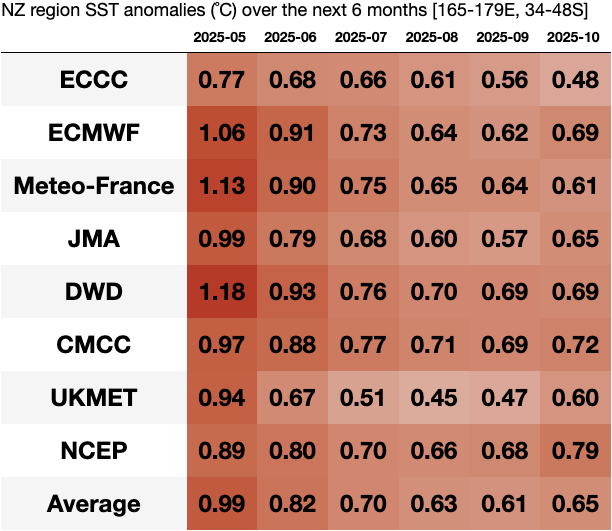 NZ region SST anomalies (℃) over the next 6 months [165-179E, 34-48S]
2025-05 2025-06 2025-07 2025-08 2025-09 2025-10
ECCC 0.77 0.68 0.66 0.61 0.56 0.48
ECMWF 1.06 0.91 0.73 0.64 0.62 0.69
Meteo-France 1.13 0.90 0.75 0.65 0.64 0.61
JMA 0.99 0.79 0.68 0.60 0.57 0.65
DWD 1.18 0.93 0.76 0.70 0.69 0.69
CMCC 0.97 0.88 0.77 0.71 0.69 0.72
UKMET 0.94 0.67 0.51 0.45 0.47 0.60
NCEP 0.89 0.80 0.70 0.66 0.68 0.79
Average 0.99 0.82 0.70 0.63 0.61 0.65